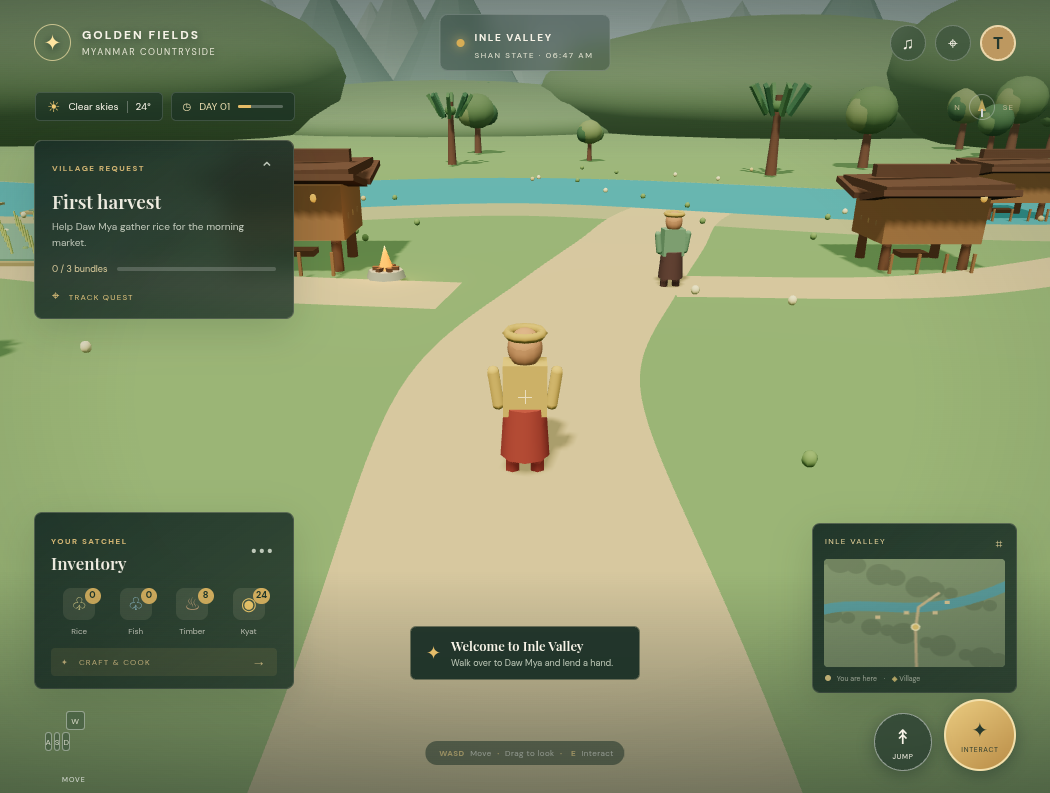 GOLDEN FIELDS
MYANMAR COUNTRYSIDE
INLE VALLEY
SHAN STATE · 06:47 AM
T
Clear skies 24°
DAY 01
N SE
VILLAGE REQUEST
First harvest
Help Daw Mya gather rice for the morning
market.
0 / 3 bundles
TRACK QUEST
YOUR SATCHEL
Inventory
0 0 8 24
Rice Fish Timber Kyat
CRAFT & COOK →
W
A S D
MOVE
Welcome to Inle Valley
Walk over to Daw Mya and lend a hand.
WASD Move · Drag to look · E Interact
INLE VALLEY
You are here · Village
JUMP
INTERACT